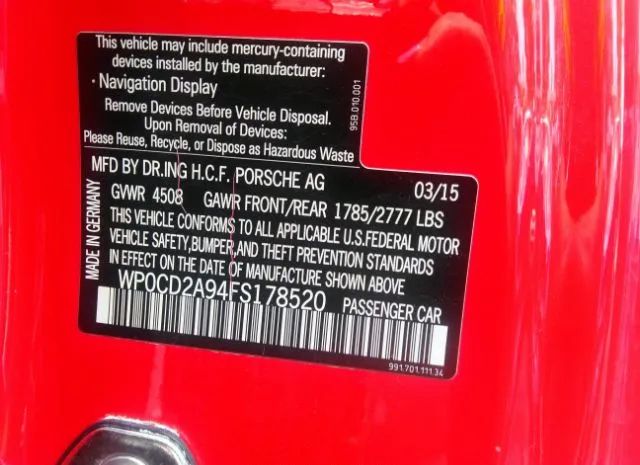 This vehicle may include mercury-containing
devices installed by the manufacturer:
· Navigation Display
Remove Devices Before Vehicle Disposal.
Upon Removal of Devices:
Please Reuse, Recycle, or Dispose as Hazardous Waste
95B.010.001
MFD BY DR.ING H.C.F. PORSCHE AG 03/15
GVWR 4508 GAWR FRONT/REAR 1785/2777 LBS
THIS VEHICLE CONFORMS TO ALL APPLICABLE U.S.FEDERAL MOTOR
VEHICLE SAFETY,BUMPER,AND THEFT PREVENTION STANDARDS
IN EFFECT ON THE DATE OF MANUFACTURE SHOWN ABOVE
WP0CD2A94FS178520 PASSENGER CAR
MADE IN GERMANY
991.701.111.34